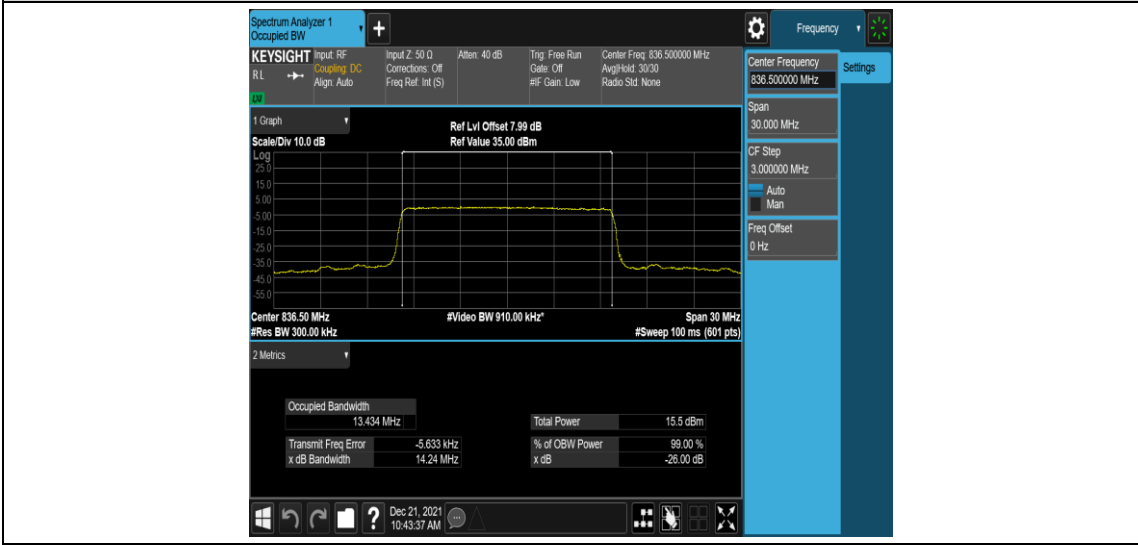 Spectrum Analyzer 1
Occupied BW
+
Frequency
KEYSIGHT
RL
LXI
Input: RF
Coupling: DC
Align: Auto
Input Z: 50 Ω
Corrections: Off
Freq Ref: Int (S)
Atten: 40 dB
Trig: Free Run
Gate: Off
#IF Gain: Low
Center Freq: 836.500000 MHz
Avg|Hold: 30/30
Radio Std: None
Center Frequency
836.500000 MHz
Settings
Span
30.000 MHz
CF Step
3.000000 MHz
Auto
Man
Freq Offset
0 Hz
1 Graph
Ref Lvl Offset 7.99 dB
Scale/Div 10.0 dB
Ref Value 35.00 dBm
Log
25.0
15.0
5.00
-5.00
-15.0
-25.0
-35.0
-45.0
-55.0
Center 836.50 MHz
#Video BW 910.00 kHz*
Span 30 MHz
#Res BW 300.00 kHz
#Sweep 100 ms (601 pts)
2 Metrics
Occupied Bandwidth
13.434 MHz
Total Power 15.5 dBm
Transmit Freq Error -5.633 kHz
% of OBW Power 99.00 %
x dB Bandwidth 14.24 MHz
x dB -26.00 dB
?
Dec 21, 2021
10:43:37 AM